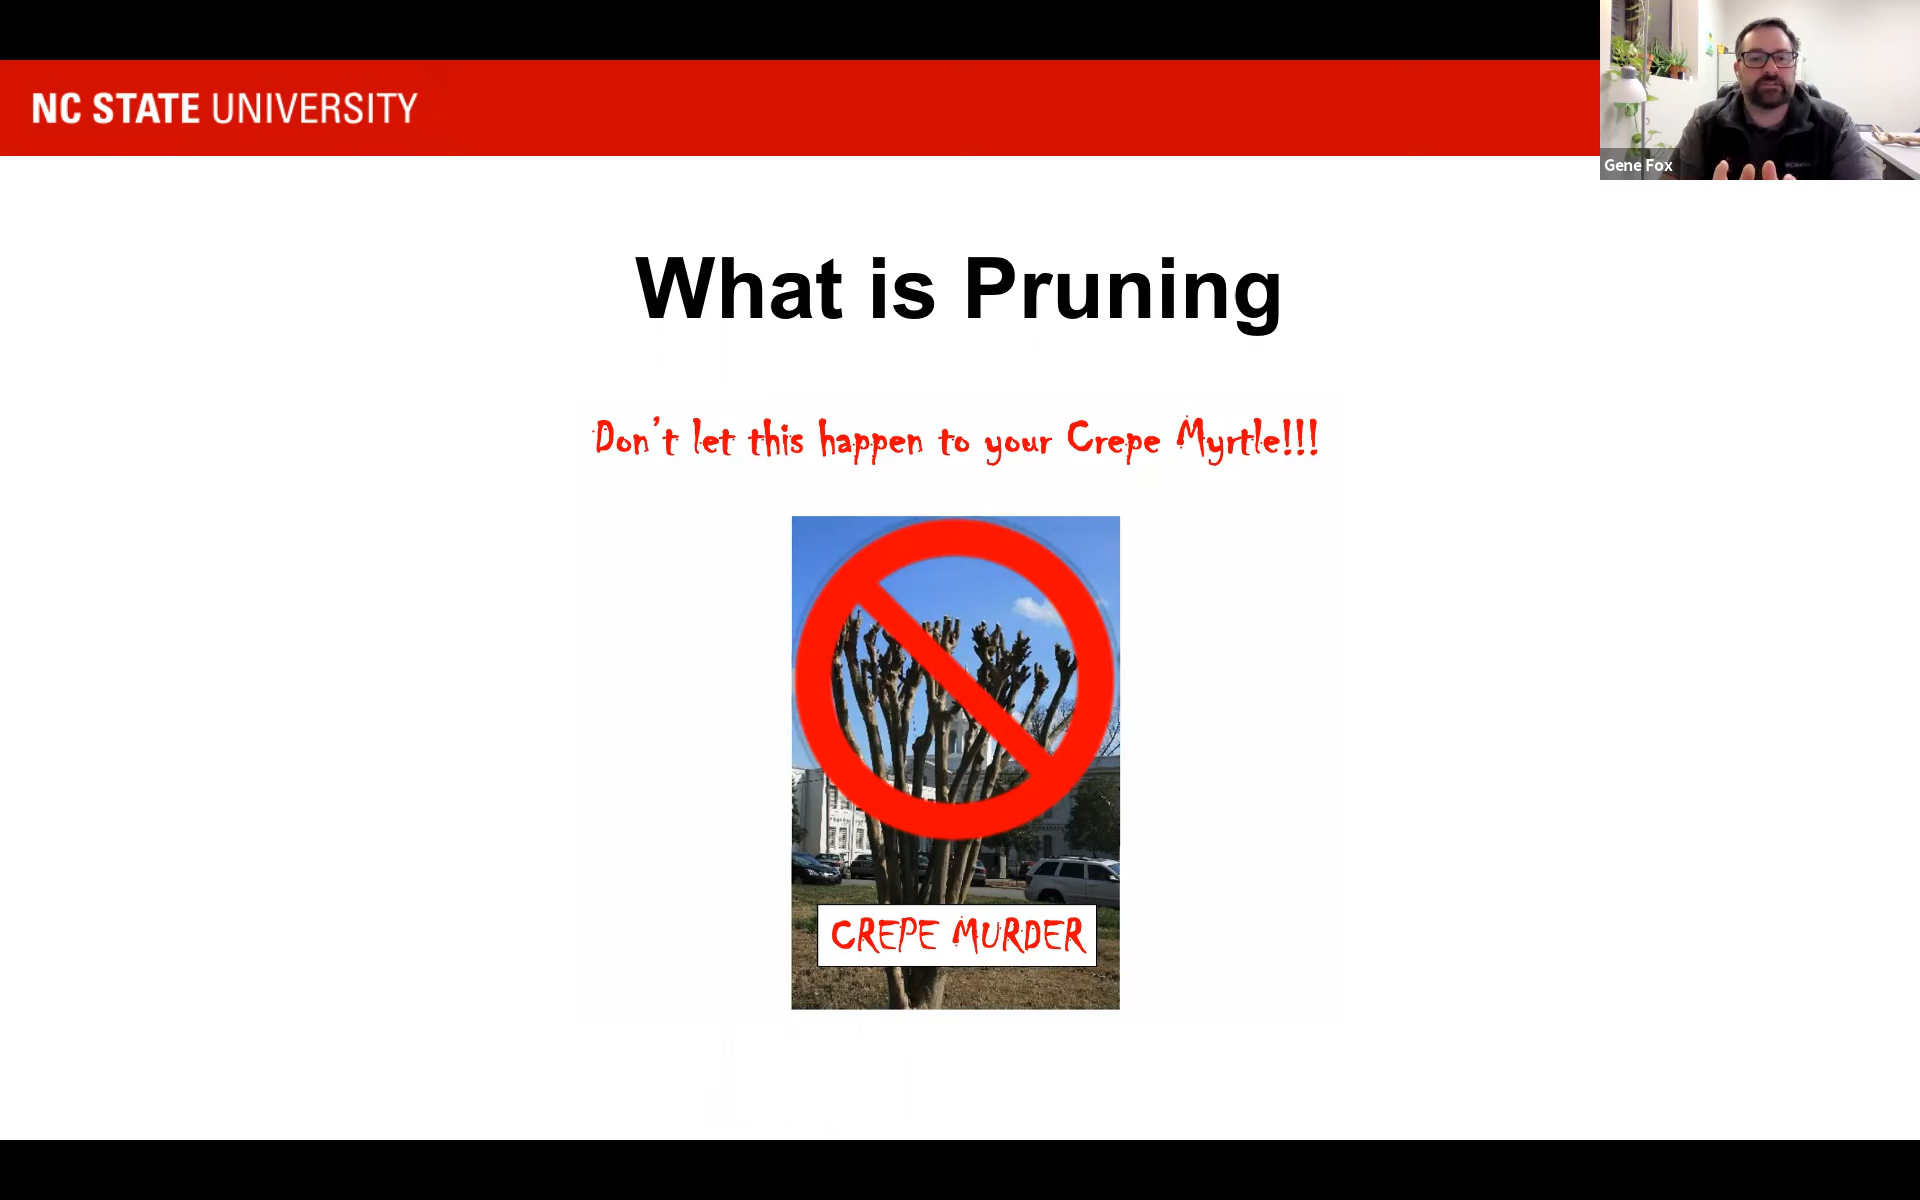 NC STATE UNIVERSITY
Gene Fox
What is Pruning
Don't let this happen to your Crepe Myrtle!!!
CREPE MURDER